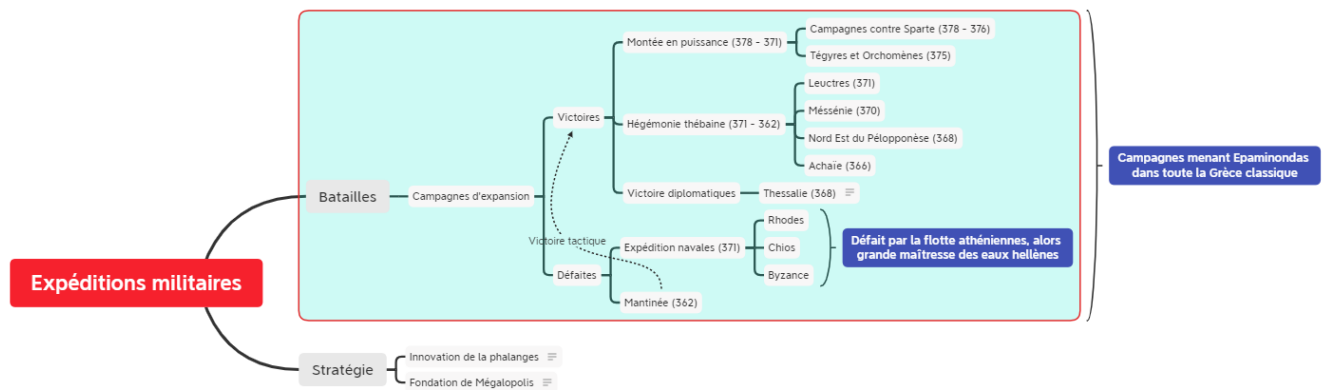 Expéditions militaires
Batailles
Campagnes d'expansion
Victoires
Montée en puissance (378 - 371)
Campagnes contre Sparte (378 - 376)
Tégyres et Orchomènes (375)
Hégémonie thébaine (371 - 362)
Leuctres (371)
Méssénie (370)
Nord Est du Pélopponèse (368)
Achaïe (366)
Victoire diplomatiques
Thessalie (368)
Victoire tactique
Défaites
Expédition navales (371)
Rhodes
Chios
Byzance
Défait par la flotte athéniennes, alors
grande maîtresse des eaux hellènes
Mantinée (362)
Campagnes menant Epaminondas
dans toute la Grèce classique
Stratégie
Innovation de la phalanges
Fondation de Mégalopolis